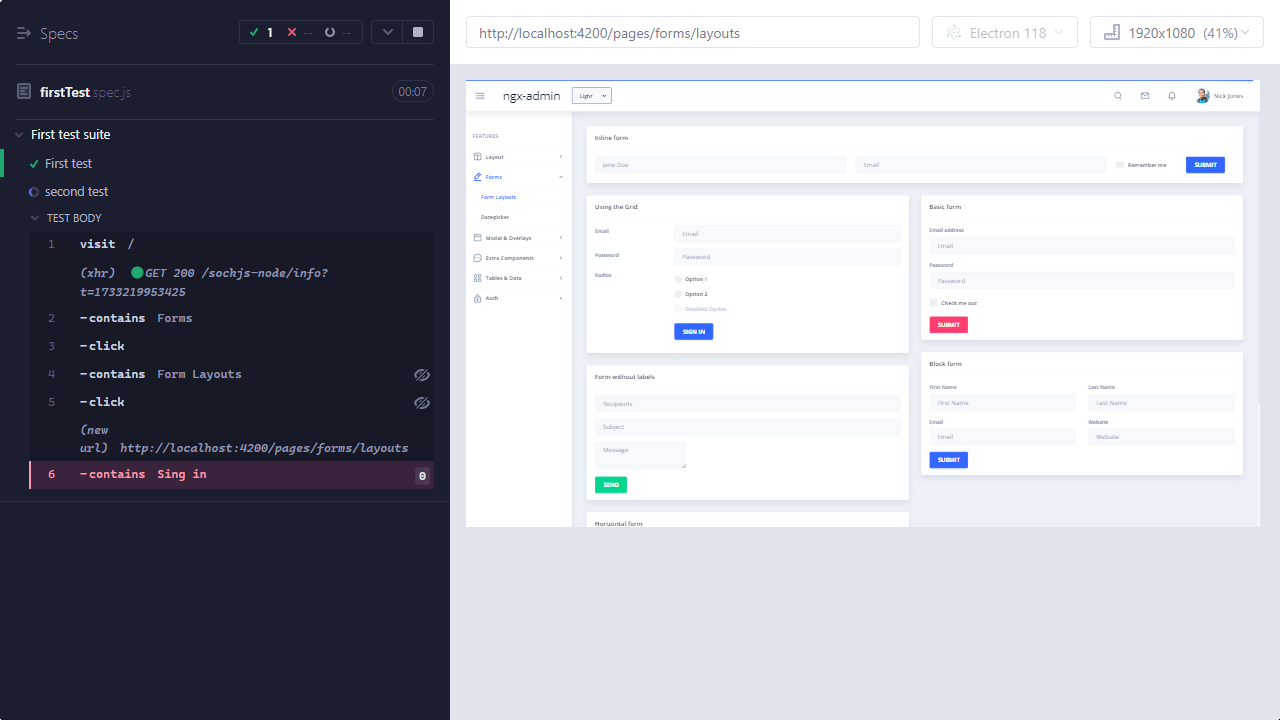 Specs
1
--
--
firstTest.spec.js
00:07
First test suite
First test
second test
TEST BODY
1 visit /
(xhr) GET 200 /sockjs-node/info?
t=1733219953425
2 -contains Forms
3 -click
4 -contains Form Layouts
5 -click
(new
url) http://localhost:4200/pages/forms/layouts
6 -contains Sing in 0
http://localhost:4200/pages/forms/layouts
Electron 118
1920x1080 (41%)
ngx-admin
Light
Nick Jones
FEATURES
Layout
Forms
Form Layouts
Datepicker
Modal & Overlays
Extra Components
Tables & Data
Auth
Inline form
Jane Doe
Email
Remember me
SUBMIT
Using the Grid
Email
Email
Password
Password
Radios
Option 1
Option 2
Disabled Option
SIGN IN
Form without labels
Recipients
Subject
Message
SEND
Horizontal form
Basic form
Email address
Email
Password
Password
Check me out
SUBMIT
Block form
First Name Last Name
First Name Last Name
Email Website
Email Website
SUBMIT